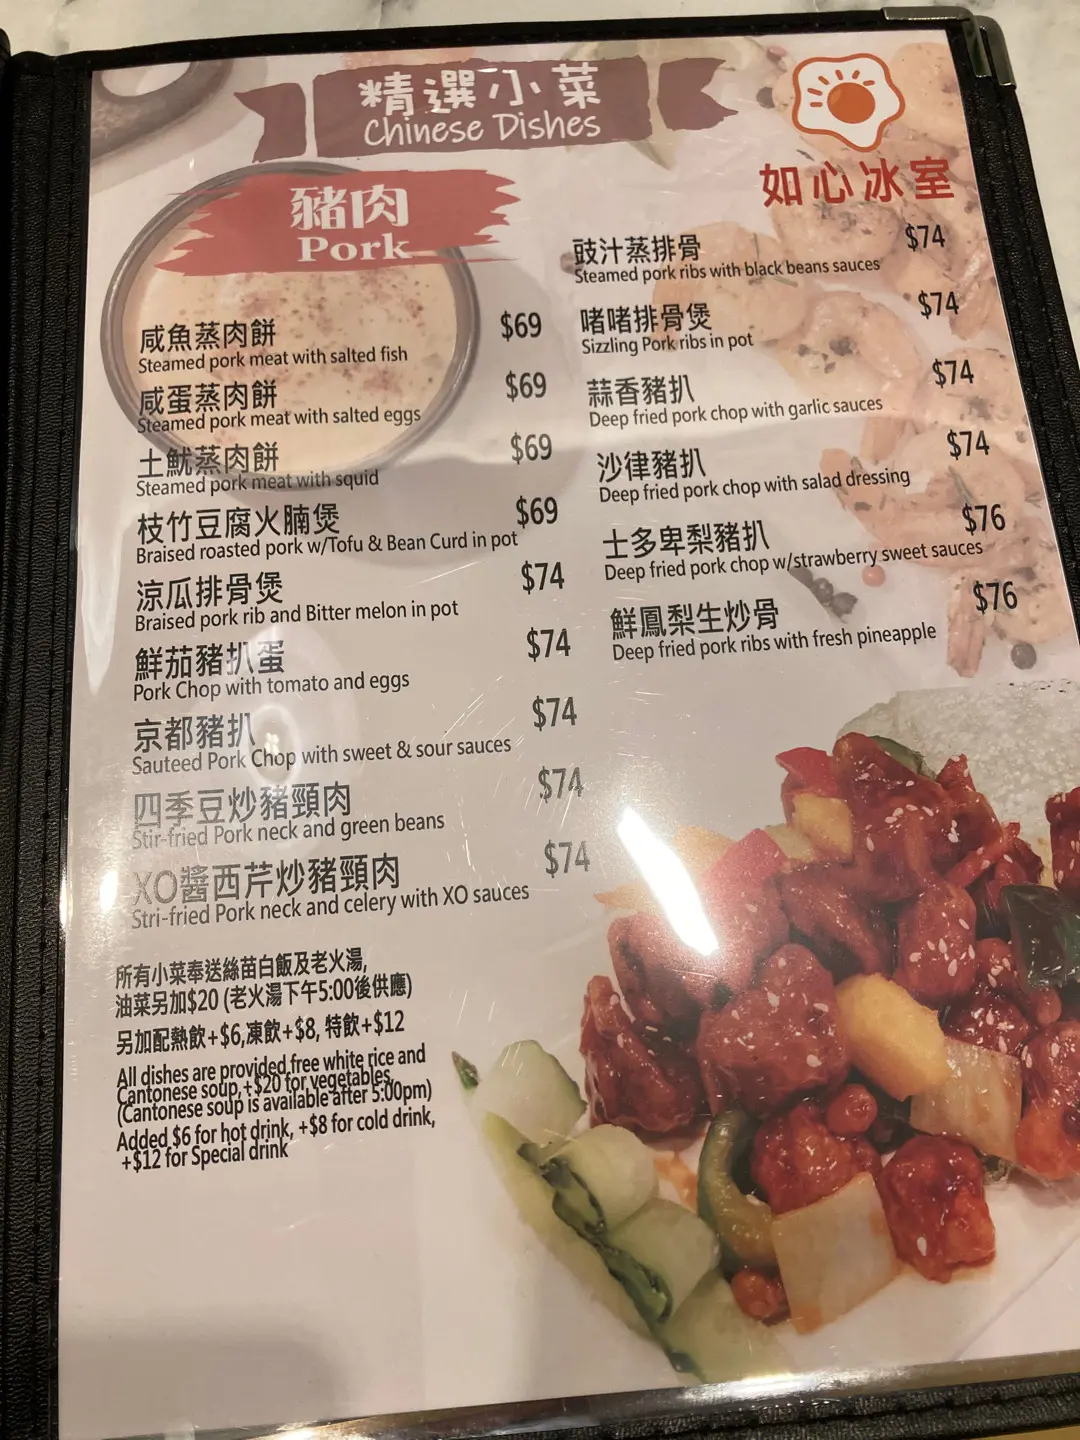 精選小菜
Chinese Dishes
如心冰室
豬肉
Pork
咸魚蒸肉餅 $69
Steamed pork meat with salted fish
咸蛋蒸肉餅 $69
Steamed pork meat with salted eggs
土魷蒸肉餅 $69
Steamed pork meat with squid
枝竹豆腐火腩煲 $69
Braised roasted pork w/Tofu & Bean Curd in pot
涼瓜排骨煲 $74
Braised pork rib and Bitter melon in pot
鮮茄豬扒蛋 $74
Pork Chop with tomato and eggs
京都豬扒 $74
Sauteed Pork Chop with sweet & sour sauces
四季豆炒豬頸肉 $74
Stir-fried Pork neck and green beans
XO醬西芹炒豬頸肉 $74
Stri-fried Pork neck and celery with XO sauces
豉汁蒸排骨 $74
Steamed pork ribs with black beans sauces
啫啫排骨煲 $74
Sizzling Pork ribs in pot
蒜香豬扒 $74
Deep fried pork chop with garlic sauces
沙律豬扒 $74
Deep fried pork chop with salad dressing
士多卑梨豬扒 $76
Deep fried pork chop w/strawberry sweet sauces
鮮鳳梨生炒骨 $76
Deep fried pork ribs with fresh pineapple
所有小菜奉送絲苗白飯及老火湯,
油菜另加$20 (老火湯下午5:00後供應)
另加配熱飲+$6,凍飲+$8, 特飲+$12
All dishes are provided free white rice and
Cantonese soup, +$20 for vegetables
(Cantonese soup is available after 5:00pm)
Added $6 for hot drink, +$8 for cold drink,
+$12 for Special drink